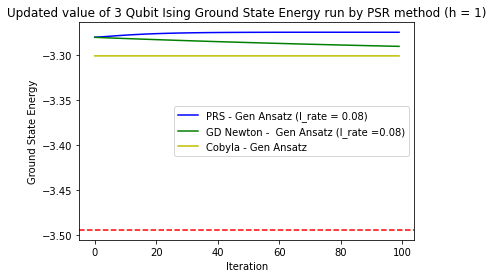 Updated value of 3 Qubit Ising Ground State Energy run by PSR method (h = 1)
Ground State Energy
−3.30
−3.35
−3.40
−3.45
−3.50
PRS - Gen Ansatz (l_rate = 0.08)
GD Newton -  Gen Ansatz (l_rate =0.08)
Cobyla - Gen Ansatz
0
20
40
60
80
100
Iteration